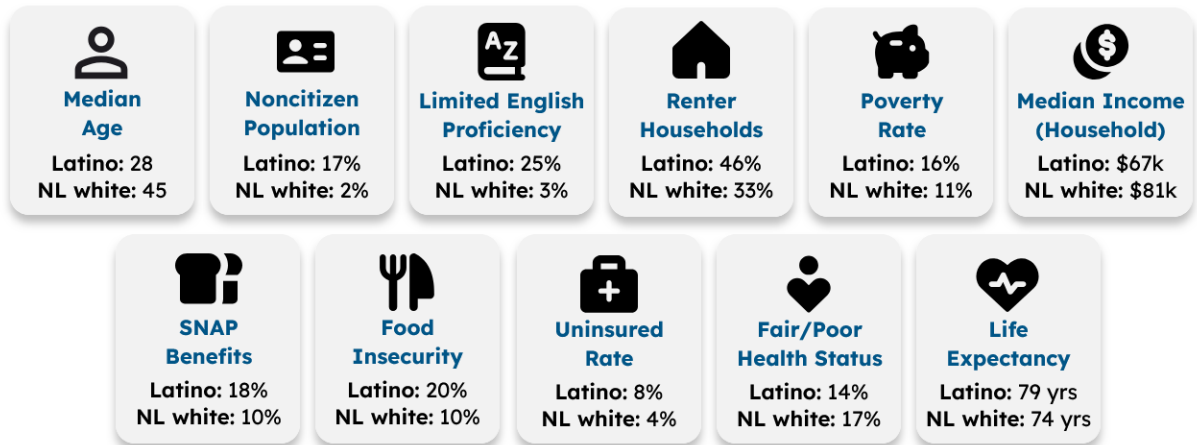 Median
Age
Latino: 28
NL white: 45
Noncitizen
Population
Latino: 17%
NL white: 2%
AZ
Limited English
Proficiency
Latino: 25%
NL white: 3%
Renter
Households
Latino: 46%
NL white: 33%
Poverty
Rate
Latino: 16%
NL white: 11%
$
Median Income
(Household)
Latino: $67k
NL white: $81k
SNAP
Benefits
Latino: 18%
NL white: 10%
Food
Insecurity
Latino: 20%
NL white: 10%
Uninsured
Rate
Latino: 8%
NL white: 4%
Fair/Poor
Health Status
Latino: 14%
NL white: 17%
Life
Expectancy
Latino: 79 yrs
NL white: 74 yrs